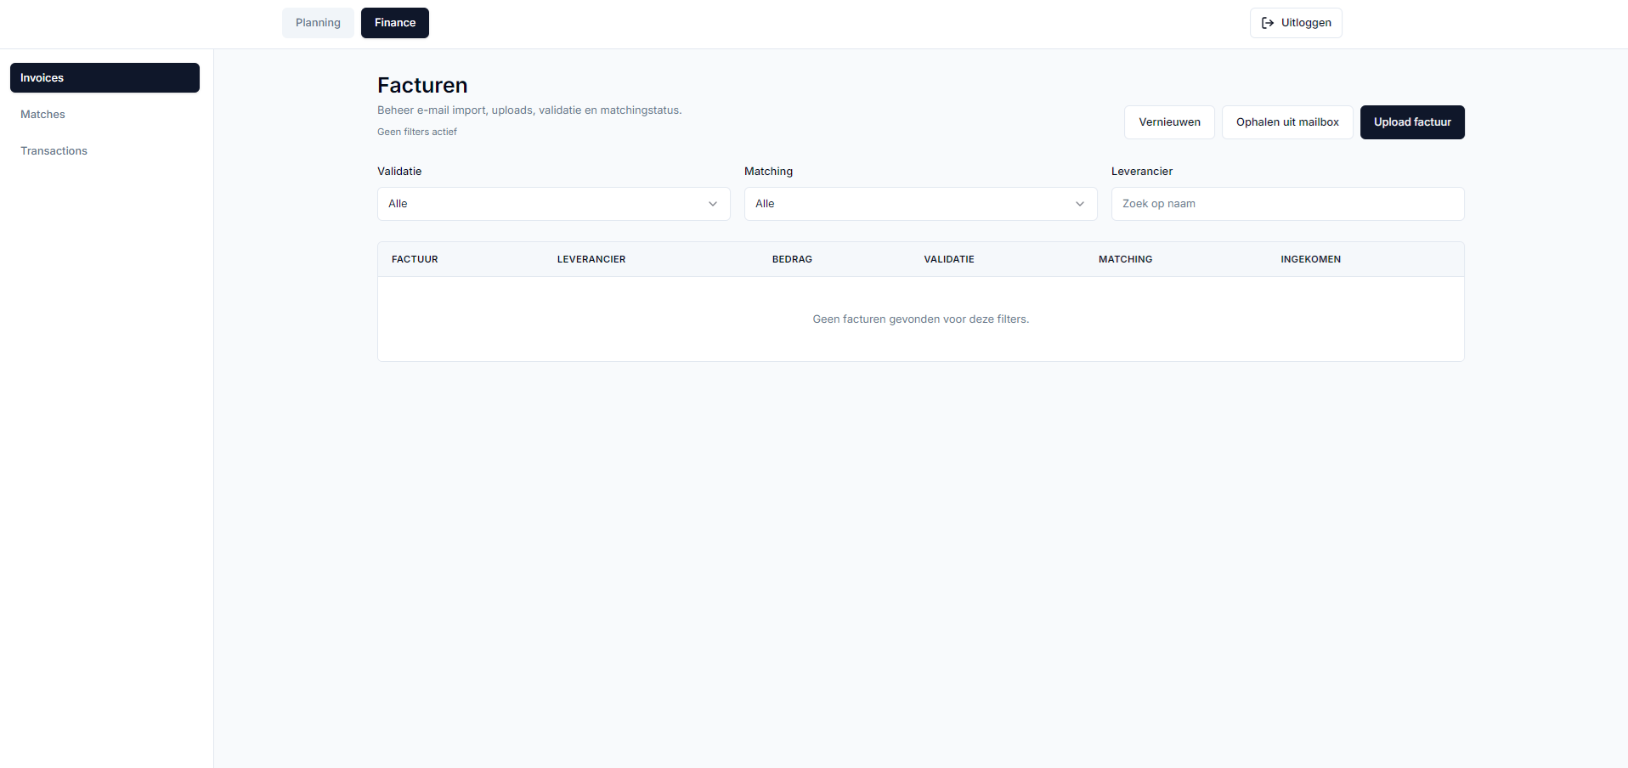 Planning
Finance
Uitloggen
Invoices
Matches
Transactions
Facturen
Beheer e-mail import, uploads, validatie en matchingstatus.
Geen filters actief
Vernieuwen
Ophalen uit mailbox
Upload factuur
Validatie
Matching
Leverancier
Alle
Alle
Zoek op naam
FACTUUR
LEVERANCIER
BEDRAG
VALIDATIE
MATCHING
INGEKOMEN
Geen facturen gevonden voor deze filters.